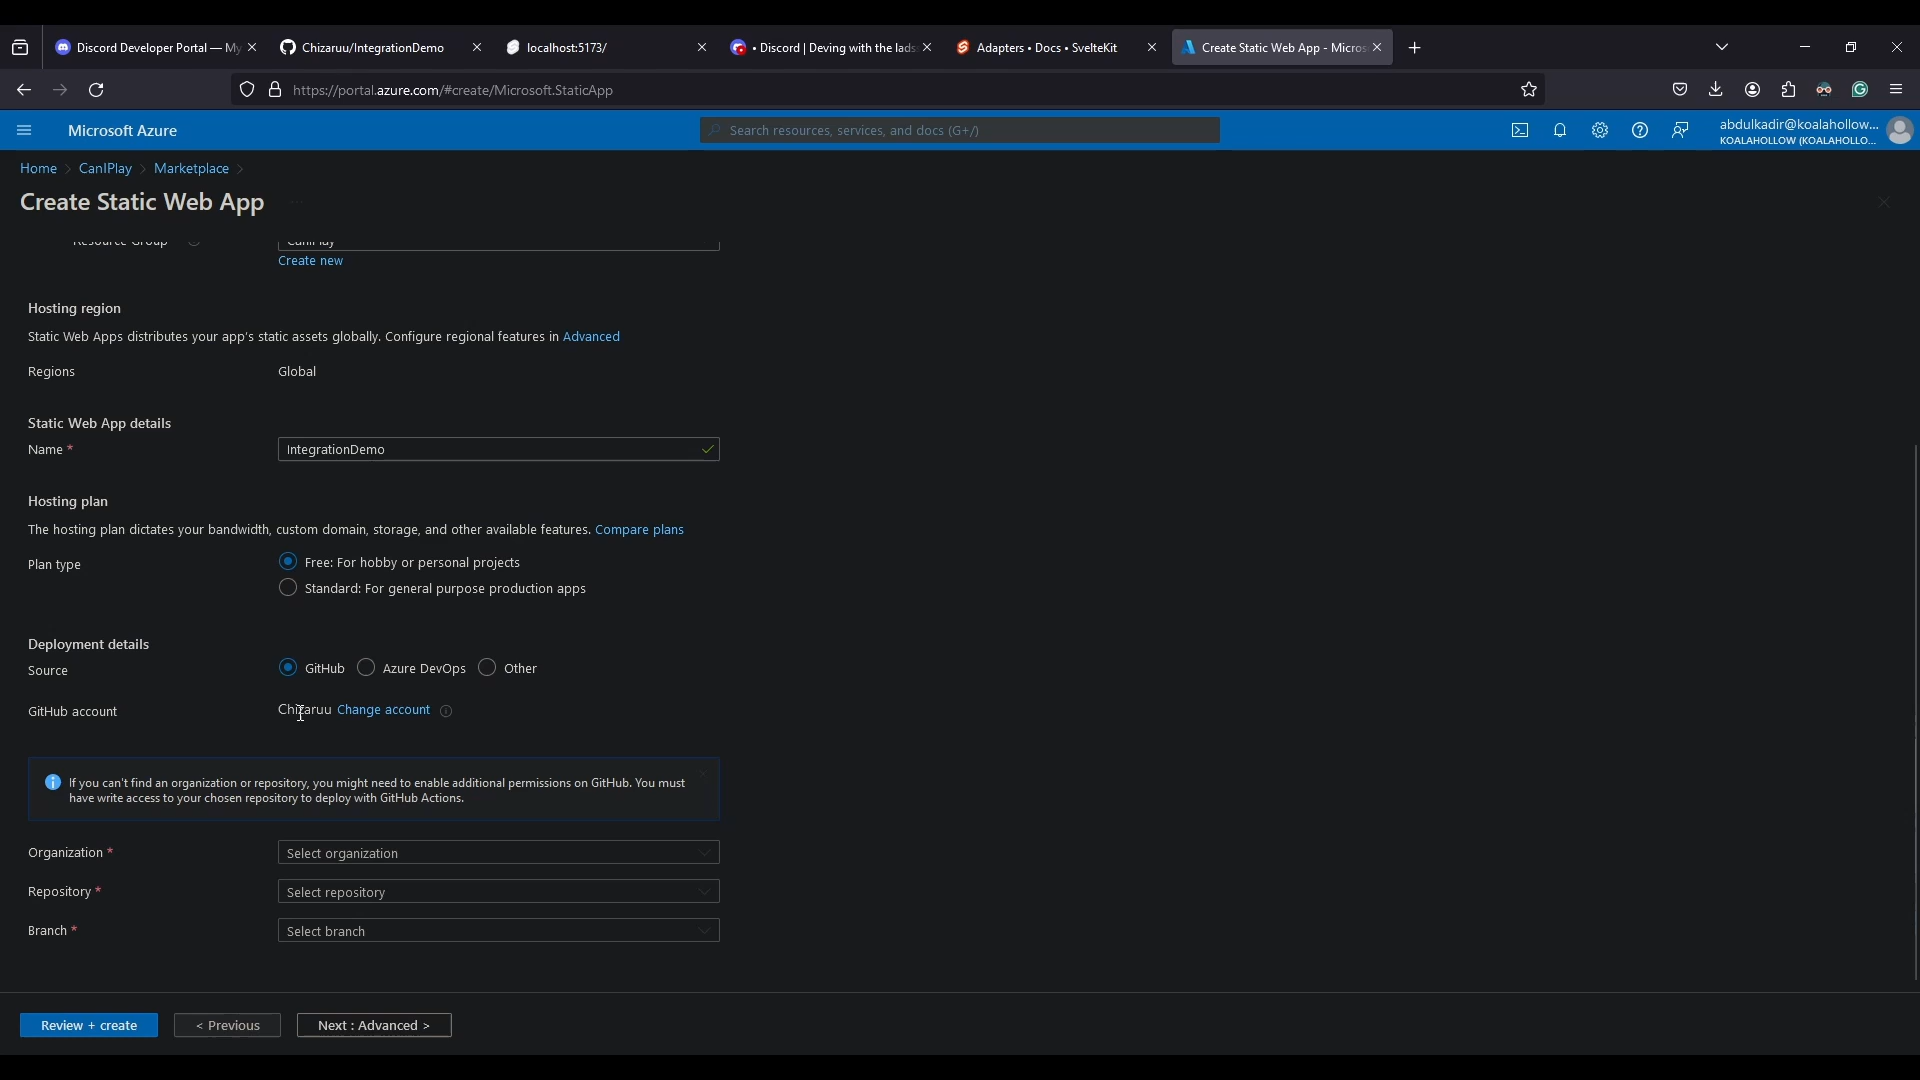 Discord Developer Portal — My
Chizaruu/IntegrationDemo
localhost:5173/
• Discord | Deving with the lads
Adapters • Docs • SvelteKit
Create Static Web App - Micros
https://portal.azure.com/#create/Microsoft.StaticApp
Microsoft Azure
Search resources, services, and docs (G+/)
abdulkadir@koalahollow...
KOALAHOLLOW (KOALAHOLLO...
Home > CanIPlay > Marketplace >
Create Static Web App
...
Resource Group
CanIPlay
Create new
Hosting region
Static Web Apps distributes your app's static assets globally. Configure regional features in Advanced
Regions
Global
Static Web App details
Name *
IntegrationDemo
Hosting plan
The hosting plan dictates your bandwidth, custom domain, storage, and other available features. Compare plans
Plan type
Free: For hobby or personal projects
Standard: For general purpose production apps
Deployment details
Source
GitHub
Azure DevOps
Other
GitHub account
Chizaruu Change account
If you can't find an organization or repository, you might need to enable additional permissions on GitHub. You must
have write access to your chosen repository to deploy with GitHub Actions.
Organization *
Select organization
Repository *
Select repository
Branch *
Select branch
Review + create
< Previous
Next : Advanced >